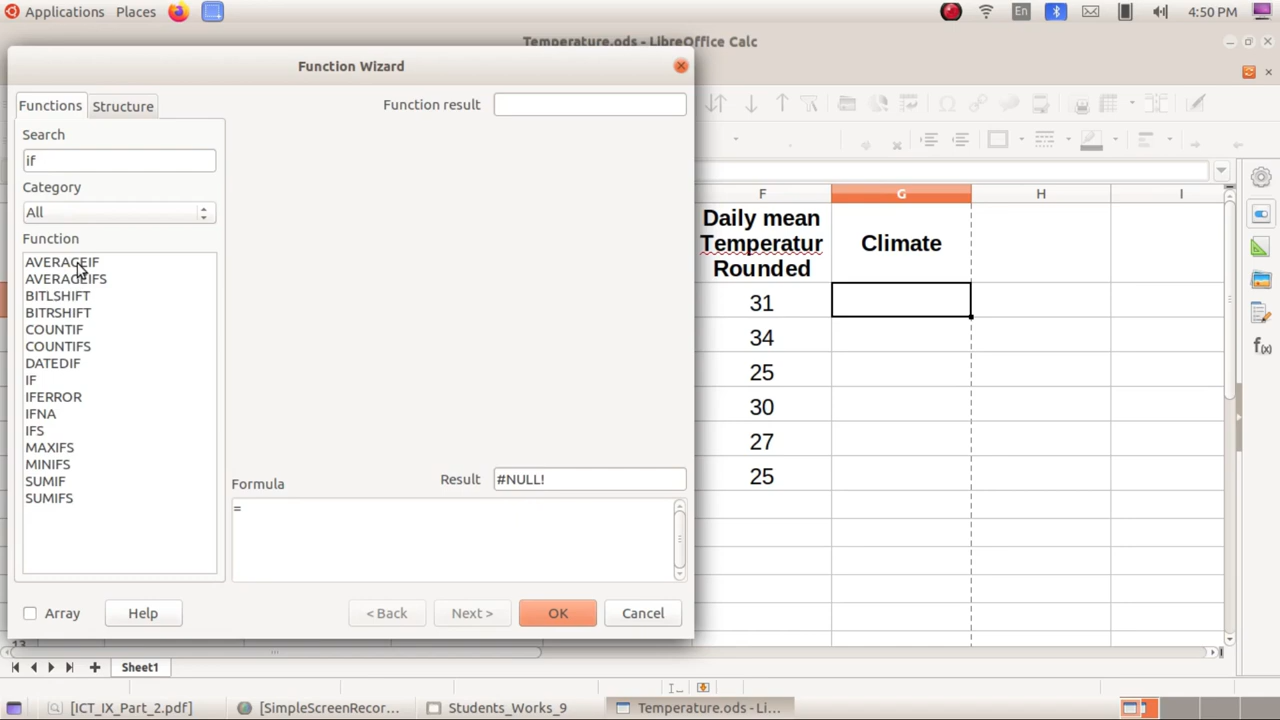 Applications Places En 4:50 PM
Temperature.ods - LibreOffice Calc
Function Wizard
Functions Structure
Function result
Search
if
Category
All
Function
AVERAGEIF
AVERAGEIFS
BITLSHIFT
BITRSHIFT
COUNTIF
COUNTIFS
DATEDIF
IF
IFERROR
IFNA
IFS
MAXIFS
MINIFS
SUMIF
SUMIFS
Result #NULL!
Formula
=
Array Help < Back Next > OK Cancel
F G H I
Daily mean
Temperatur
Rounded
Climate
31
34
25
30
27
25
13
Sheet1
[ICT_IX_Part_2.pdf] [SimpleScreenRecor... Students_Works_9 Temperature.ods - Li...